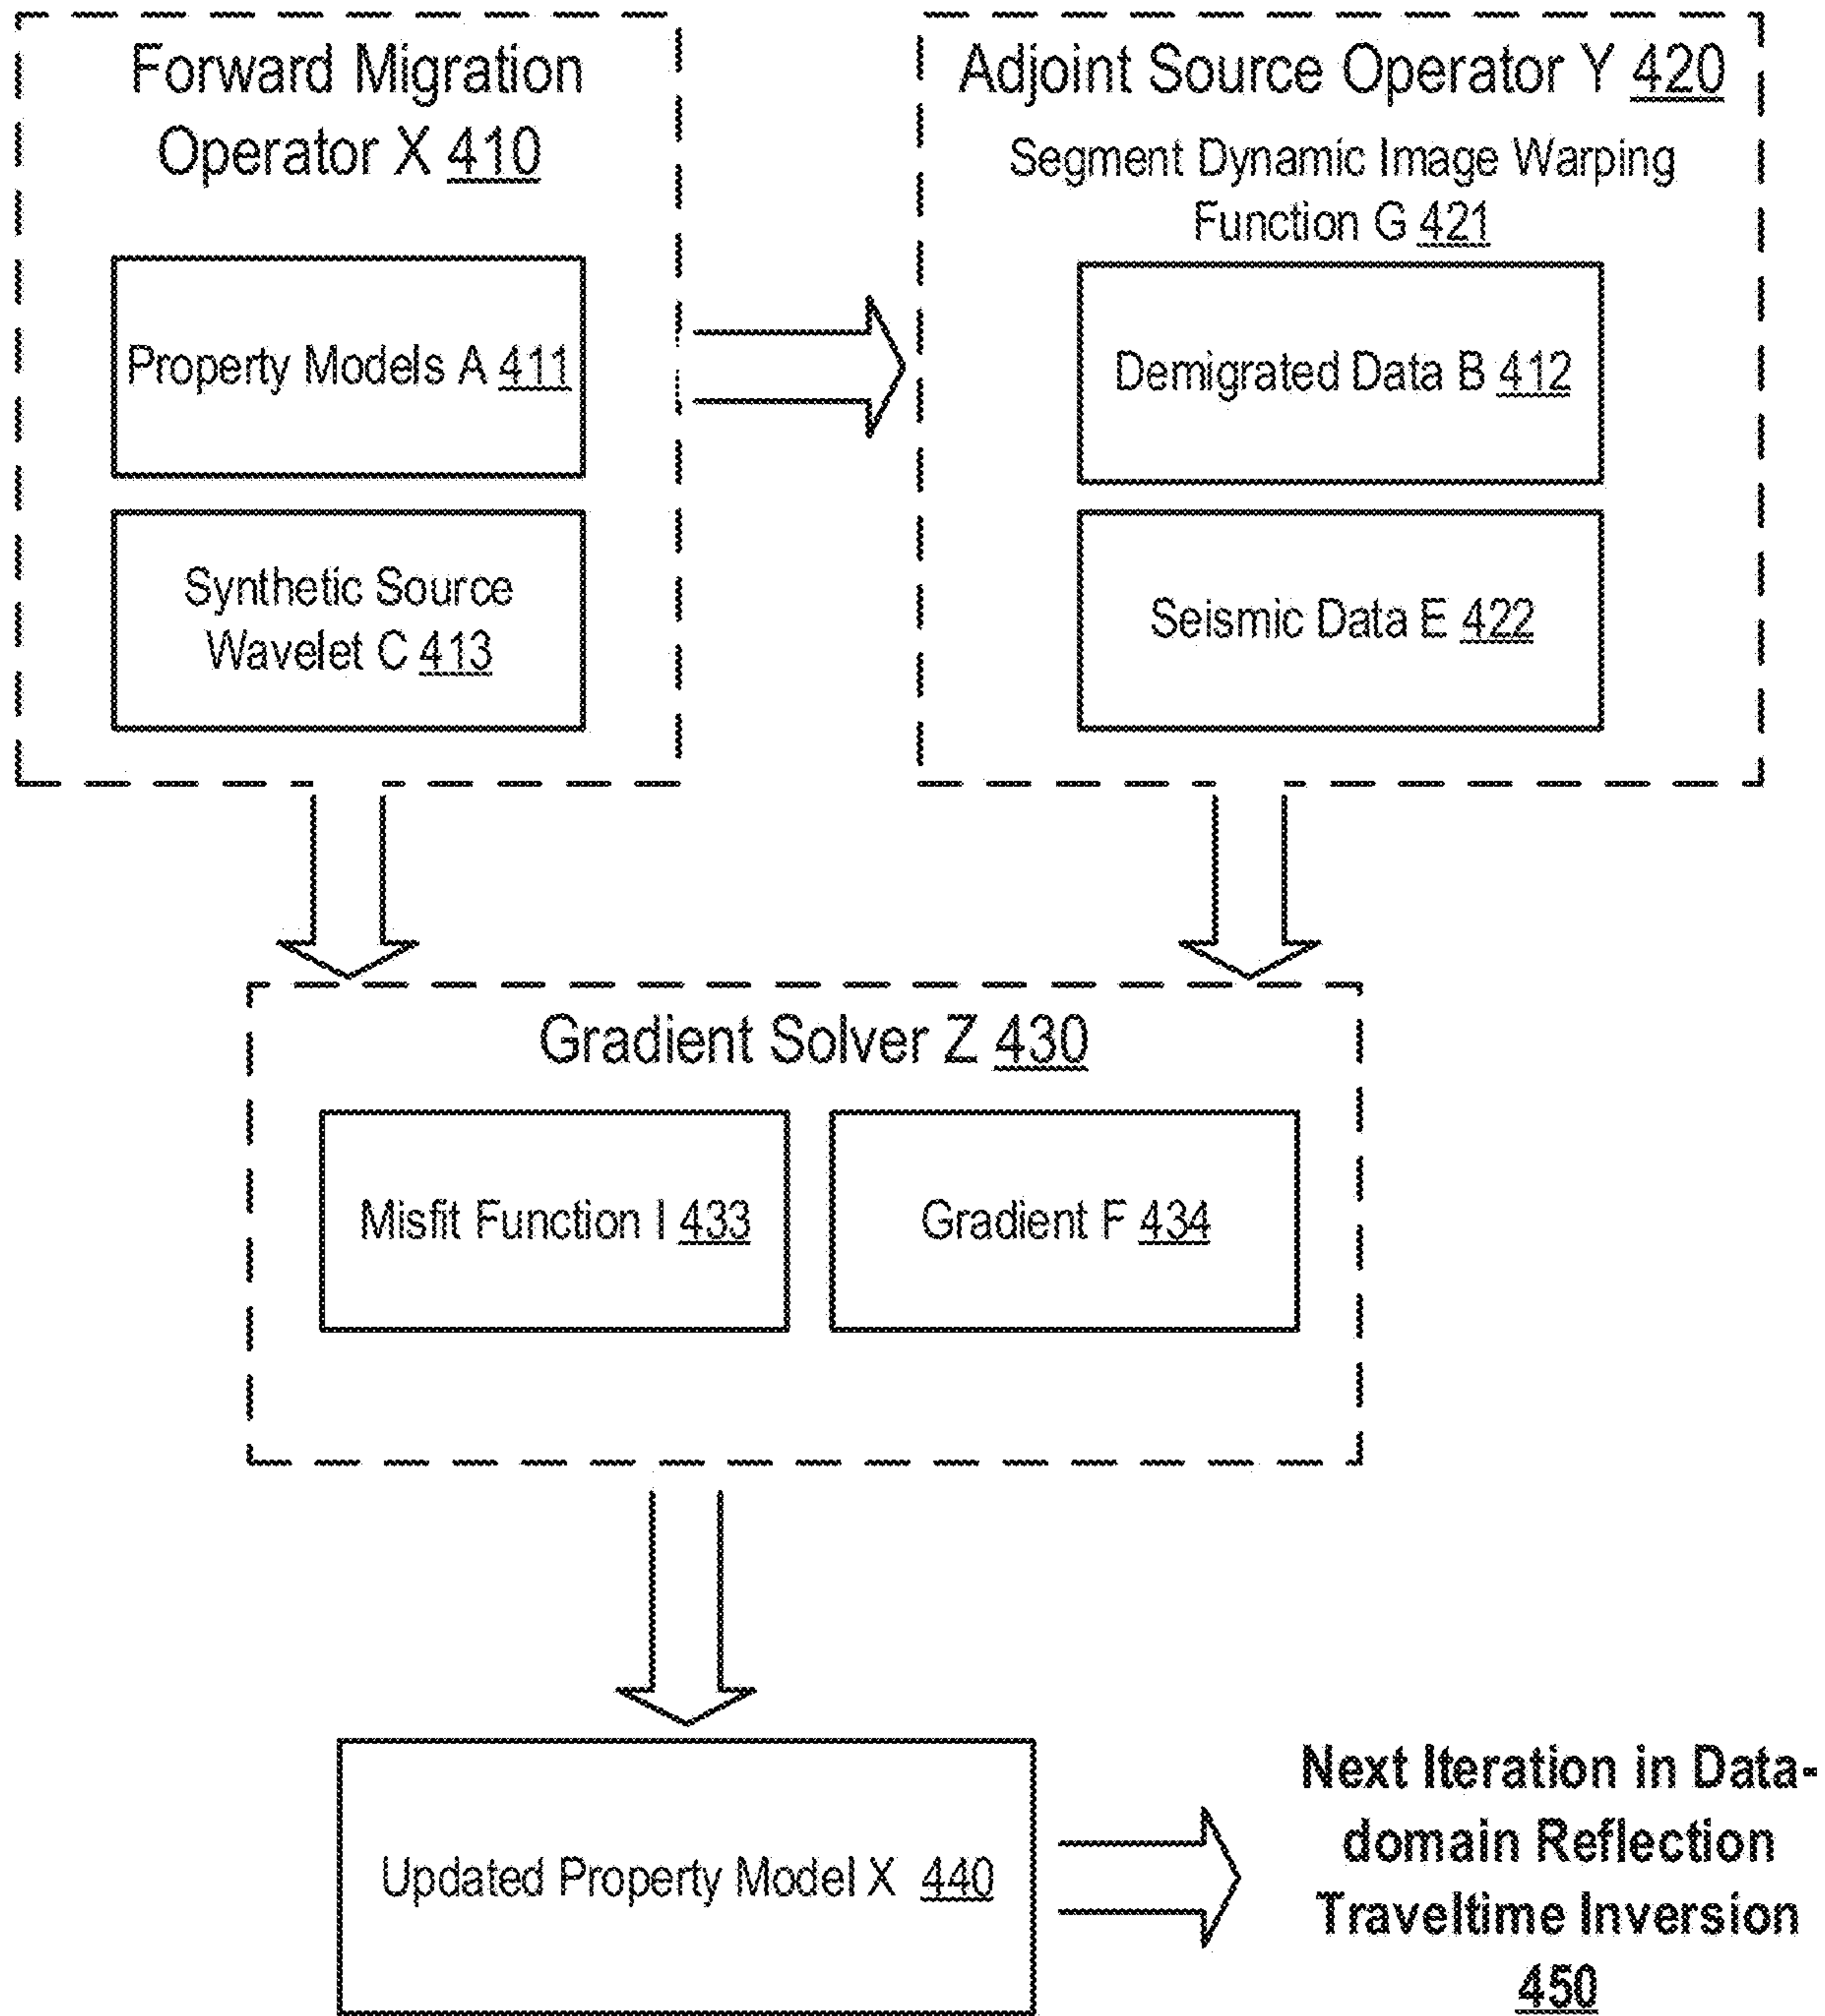 Forward Migration
Operator X 410
Property Models A 411
Synthetic Source
Wavelet C 413
Adjoint Source Operator Y 420
Segment Dynamic Image Warping
Function G 421
Demigrated Data B 412
Seismic Data E 422
Gradient Solver Z 430
Misfit Function I 433
Gradient F 434
Updated Property Model X 440
Next Iteration in Data-
domain Reflection
Traveltime Inversion
450